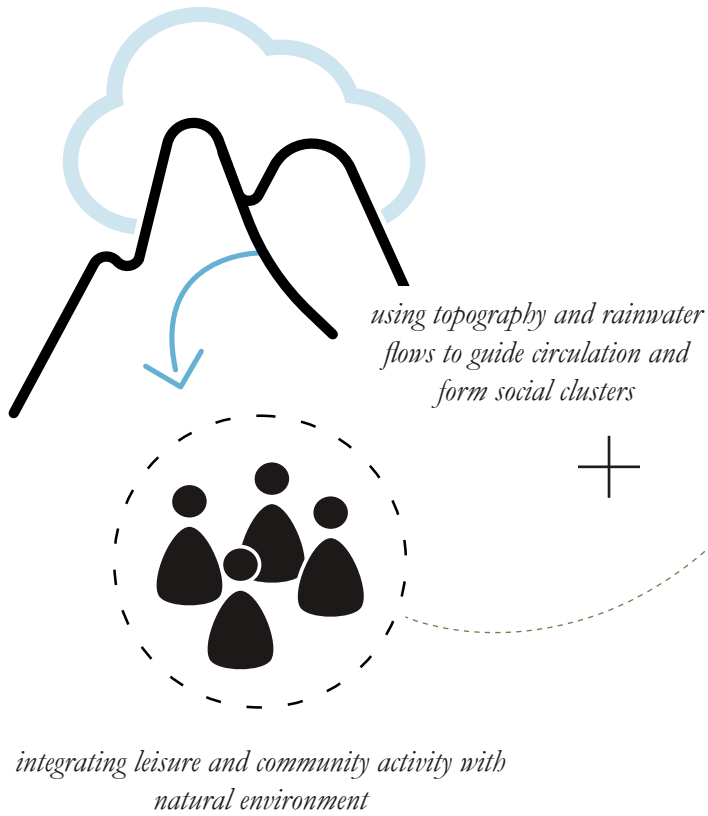 using topography and rainwater
flows to guide circulation and
form social clusters
integrating leisure and community activity with
natural environment